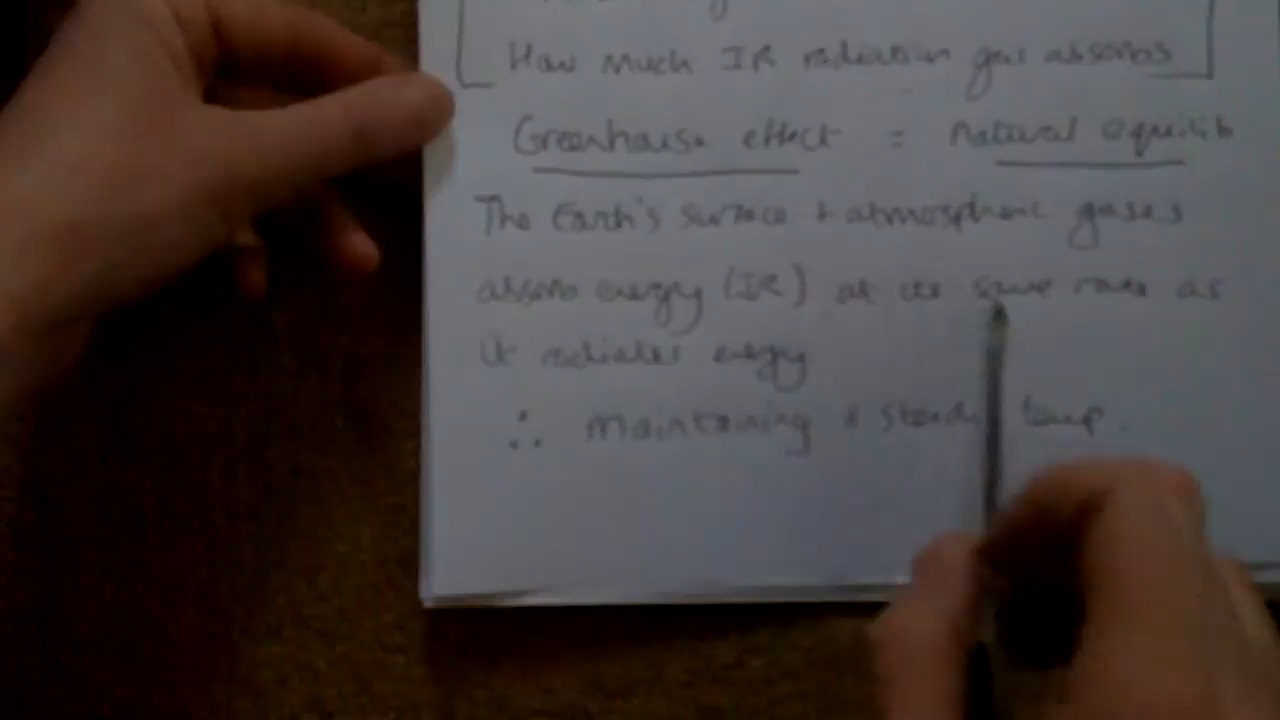 How much IR radiation gas absorbs
Greenhouse effect = natural equilib
The Earth's surface + atmospheric gases
absorb energy (IR) at the same rate as
it radiates energy
∴ maintaining a steady temp.